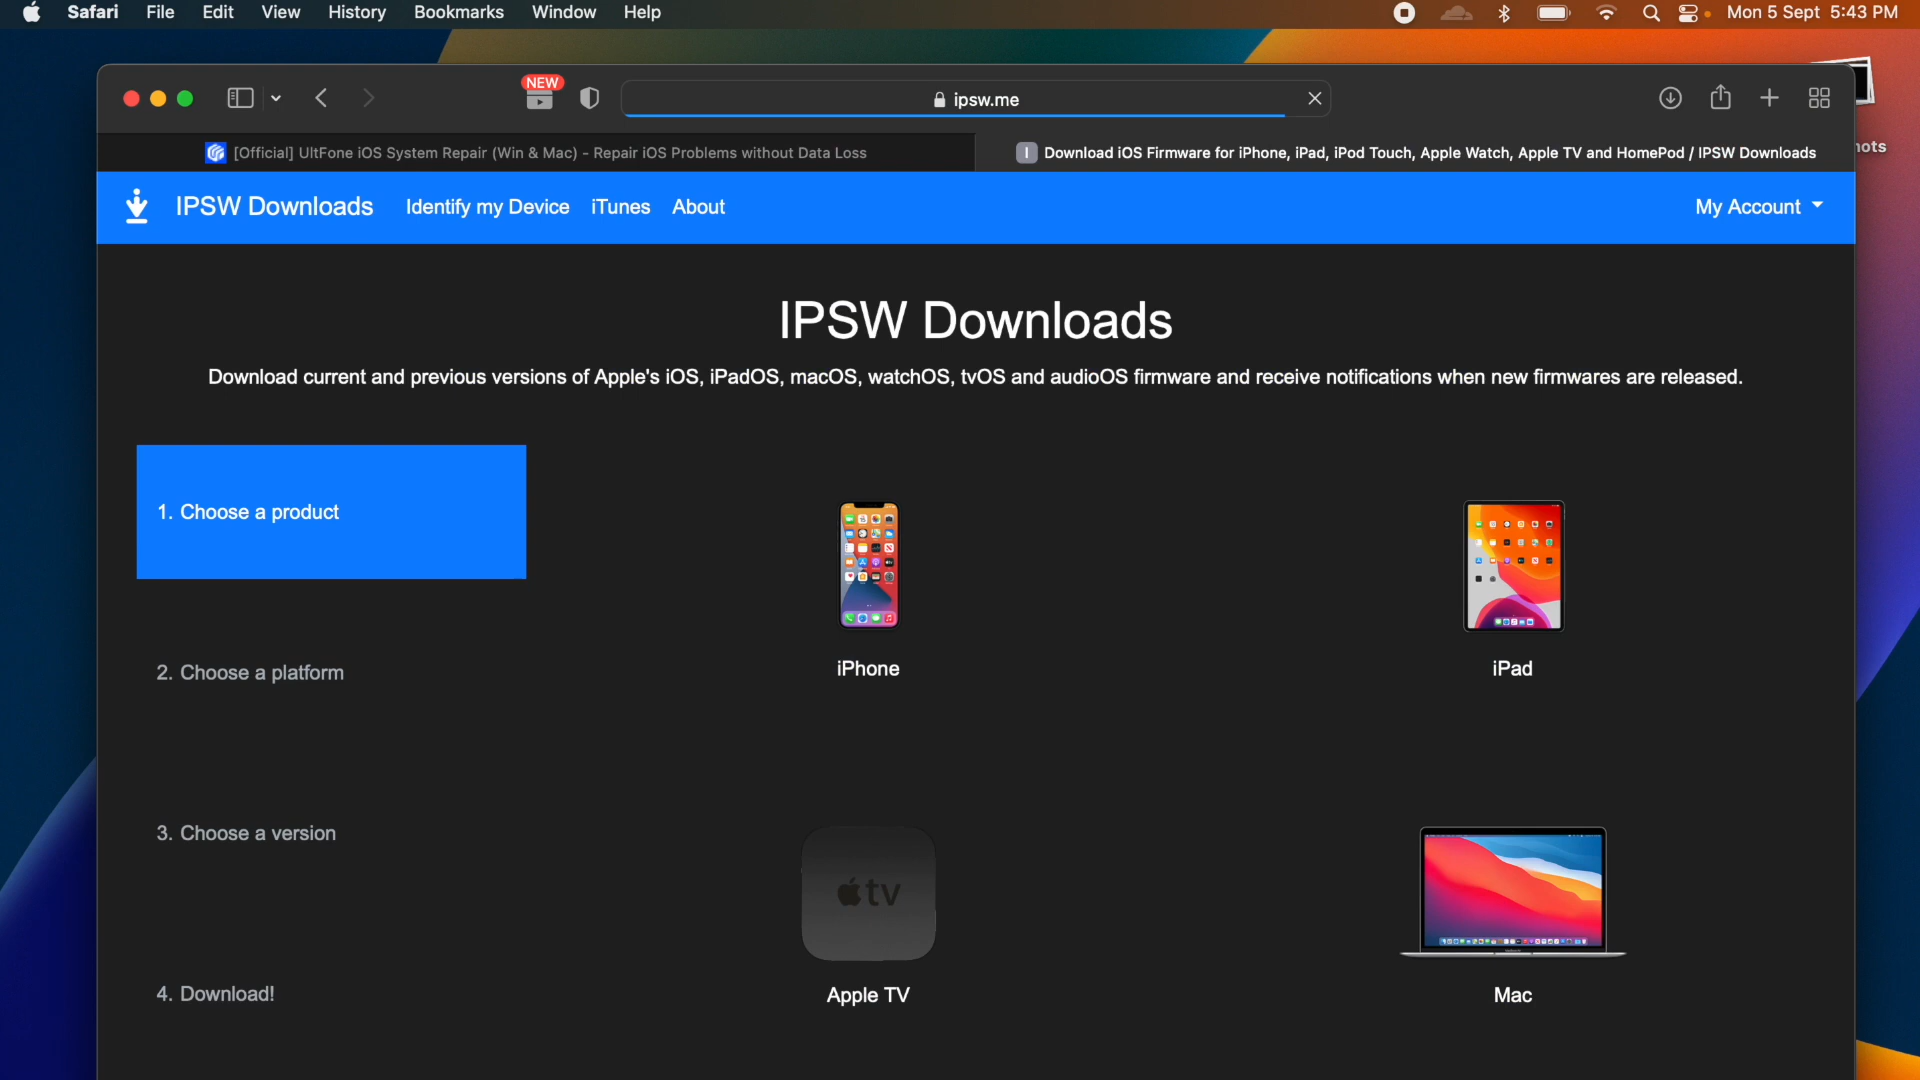 Safari File Edit View History Bookmarks Window Help Mon 5 Sept 5:43 PM
NEW
ipsw.me
[Official] UltFone iOS System Repair (Win & Mac) - Repair iOS Problems without Data Loss
I Download iOS Firmware for iPhone, iPad, iPod Touch, Apple Watch, Apple TV and HomePod / IPSW Downloads
IPSW Downloads Identify my Device iTunes About My Account
IPSW Downloads
Download current and previous versions of Apple's iOS, iPadOS, macOS, watchOS, tvOS and audioOS firmware and receive notifications when new firmwares are released.
1. Choose a product
2. Choose a platform
3. Choose a version
4. Download!
iPhone
iPad
tv
Apple TV
Mac